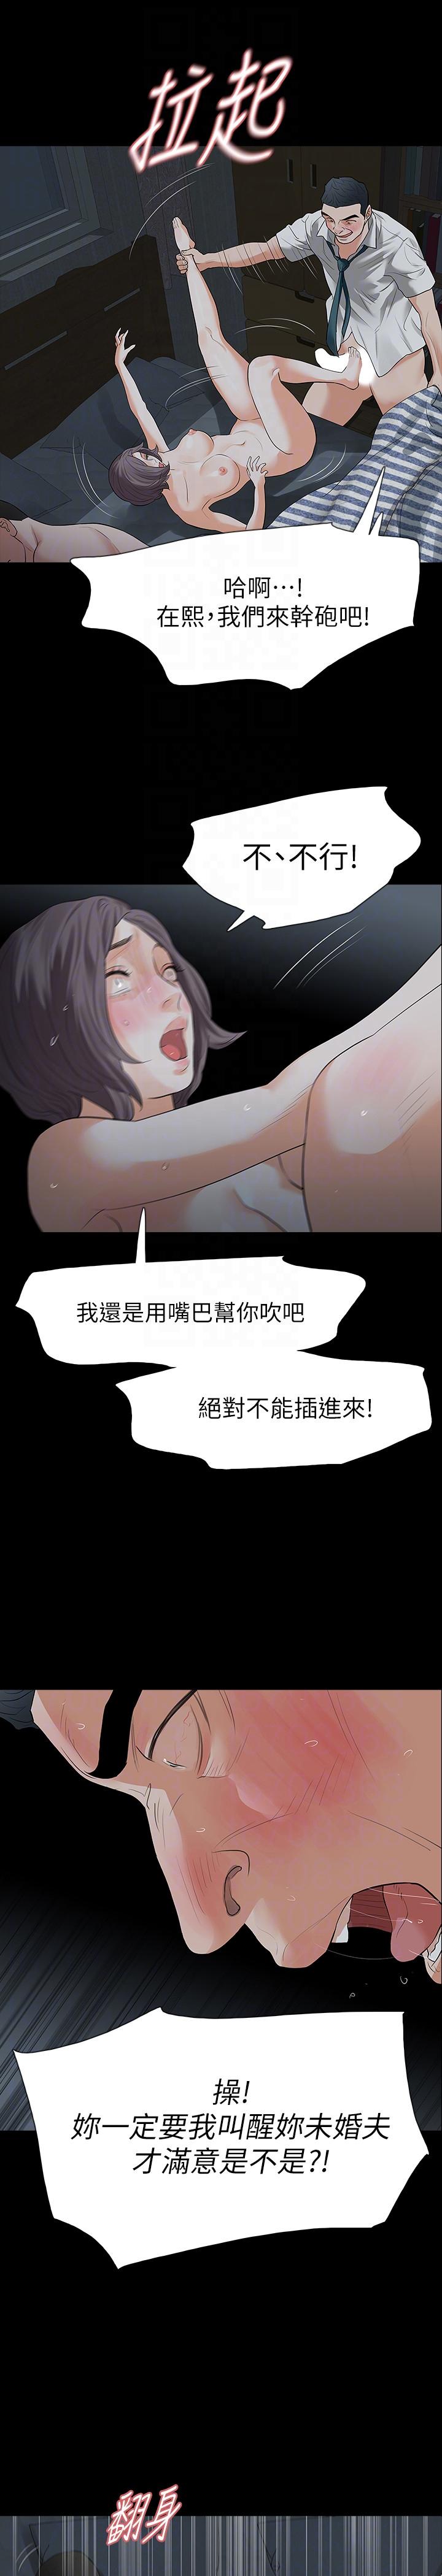 拉起
哈啊…!
在熙,我們來幹砲吧!
不、不行!
我還是用嘴巴幫你吹吧
絕對不能插進來!
操!
妳一定要我叫醒妳未婚夫
才滿意是不是?!
翻身